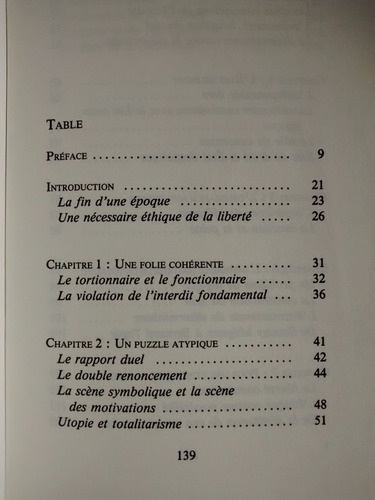 TABLE
PRÉFACE ........................................ 9
INTRODUCTION ........................ 21
La fin d'une époque .................. 23
Une nécessaire éthique de la liberté ..... 26
CHAPITRE 1 : UNE FOLIE COHÉRENTE .......... 31
Le tortionnaire et le fonctionnaire ....... 32
La violation de l'interdit fondamental .... 36
CHAPITRE 2 : UN PUZZLE ATYPIQUE ........... 41
Le rapport duel ....................... 42
Le double renoncement ................. 44
La scène symbolique et la scène
des motivations .................... 48
Utopie et totalitarisme ............... 51
139